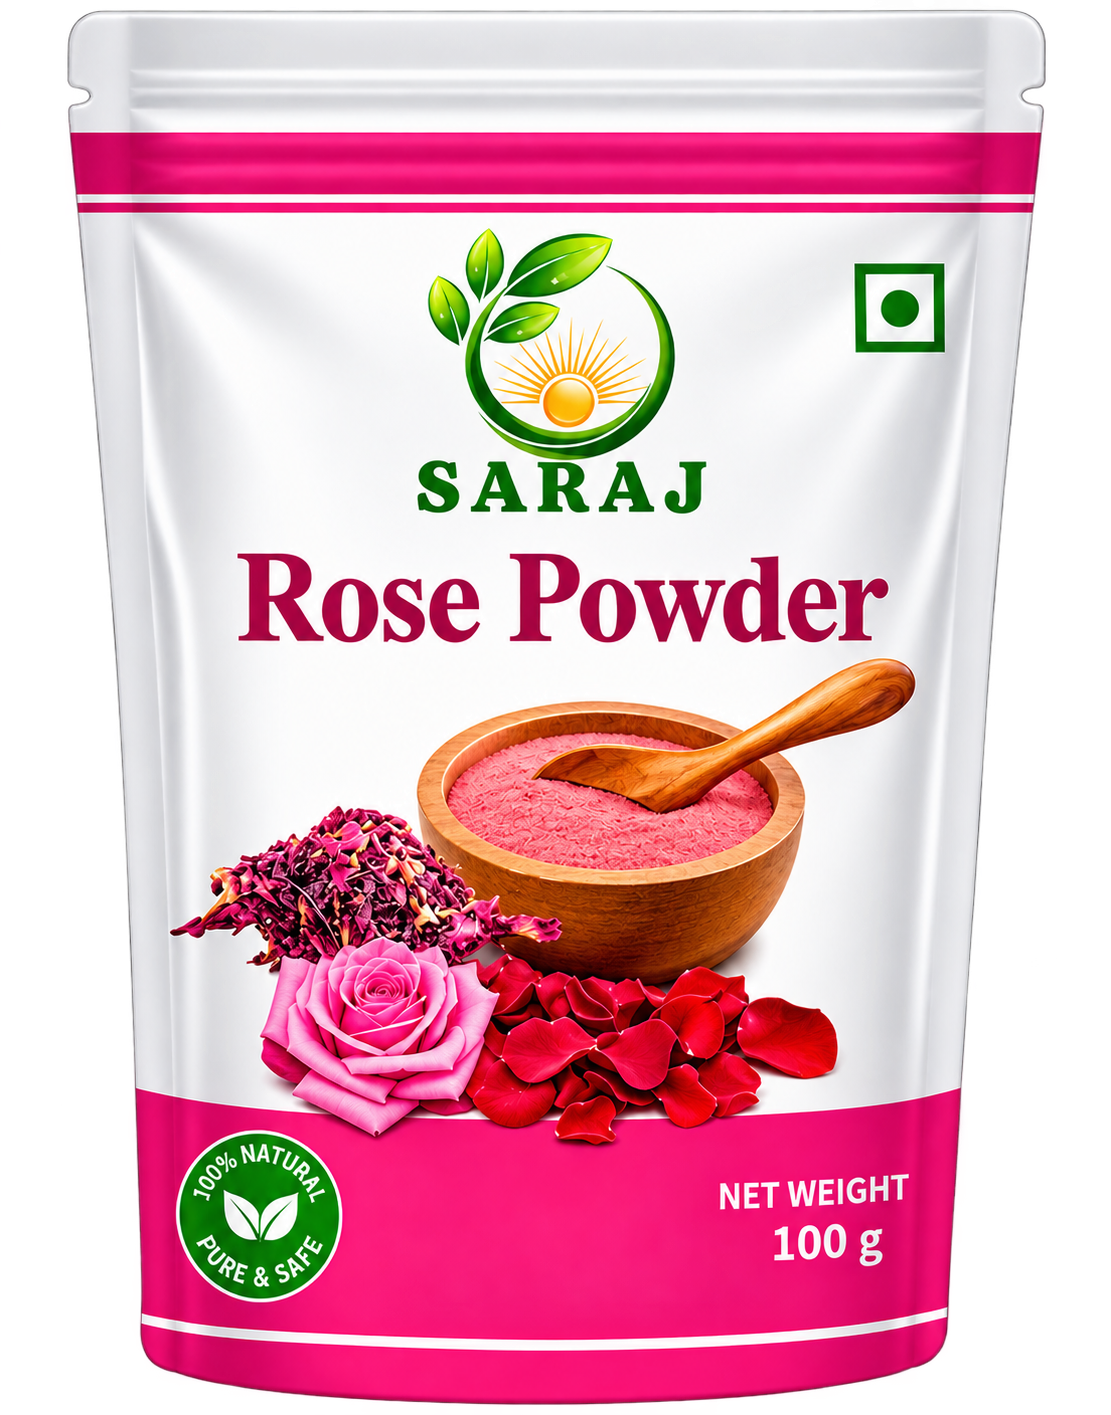 SARAJ
Rose Powder
100% NATURAL
PURE & SAFE
NET WEIGHT
100 g